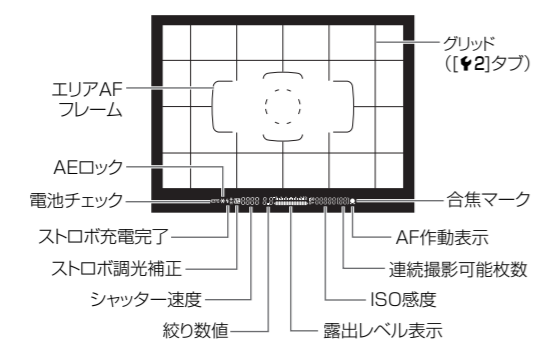 グリッド
([2]タブ)
エリアAF
フレーム
AEロック
電池チェック
合焦マーク
ストロボ充電完了
AF作動表示
ストロボ調光補正
連続撮影可能枚数
シャッター速度
ISO感度
絞り数値
露出レベル表示